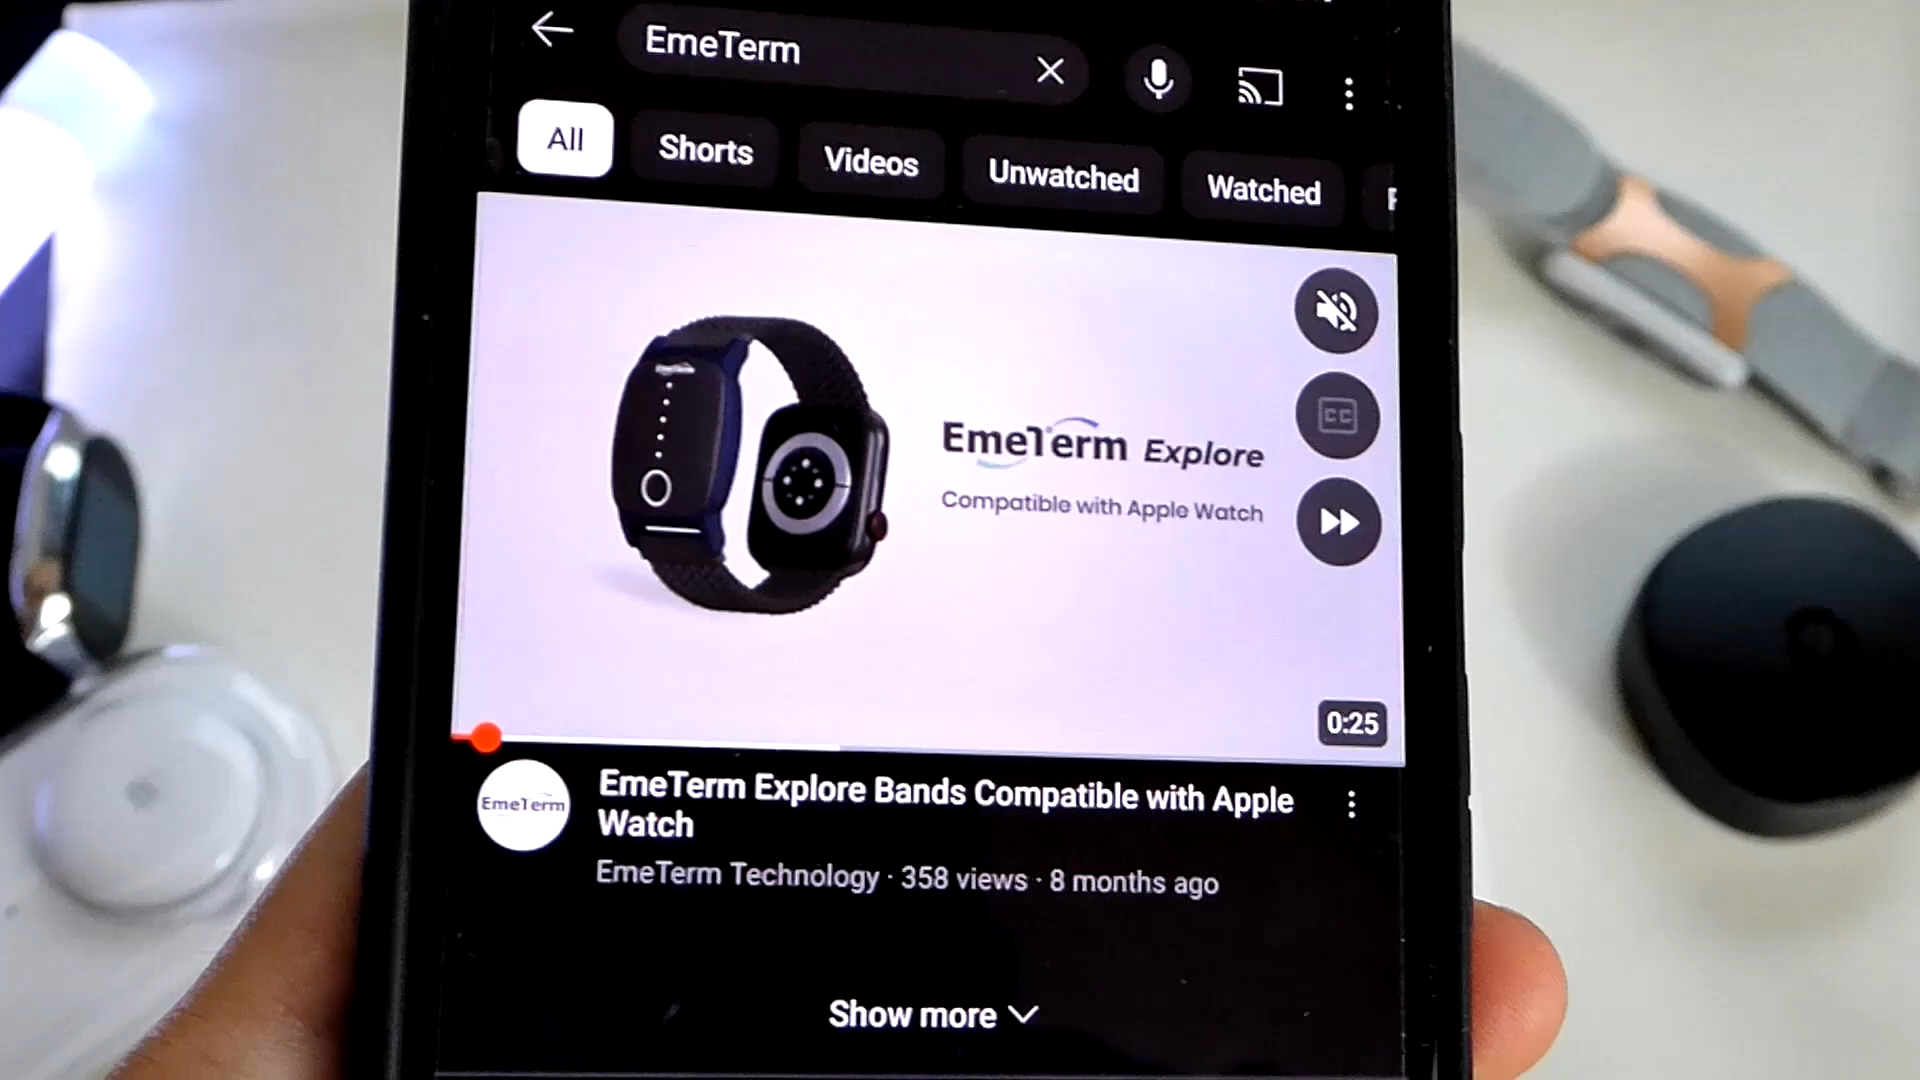 EmeTerm
All
Shorts
Videos
Unwatched
Watched
EmeTerm Explore
Compatible with Apple Watch
CC
0:25
EmeTerm
EmeTerm Explore Bands Compatible with Apple
Watch
EmeTerm Technology · 358 views · 8 months ago
Show more